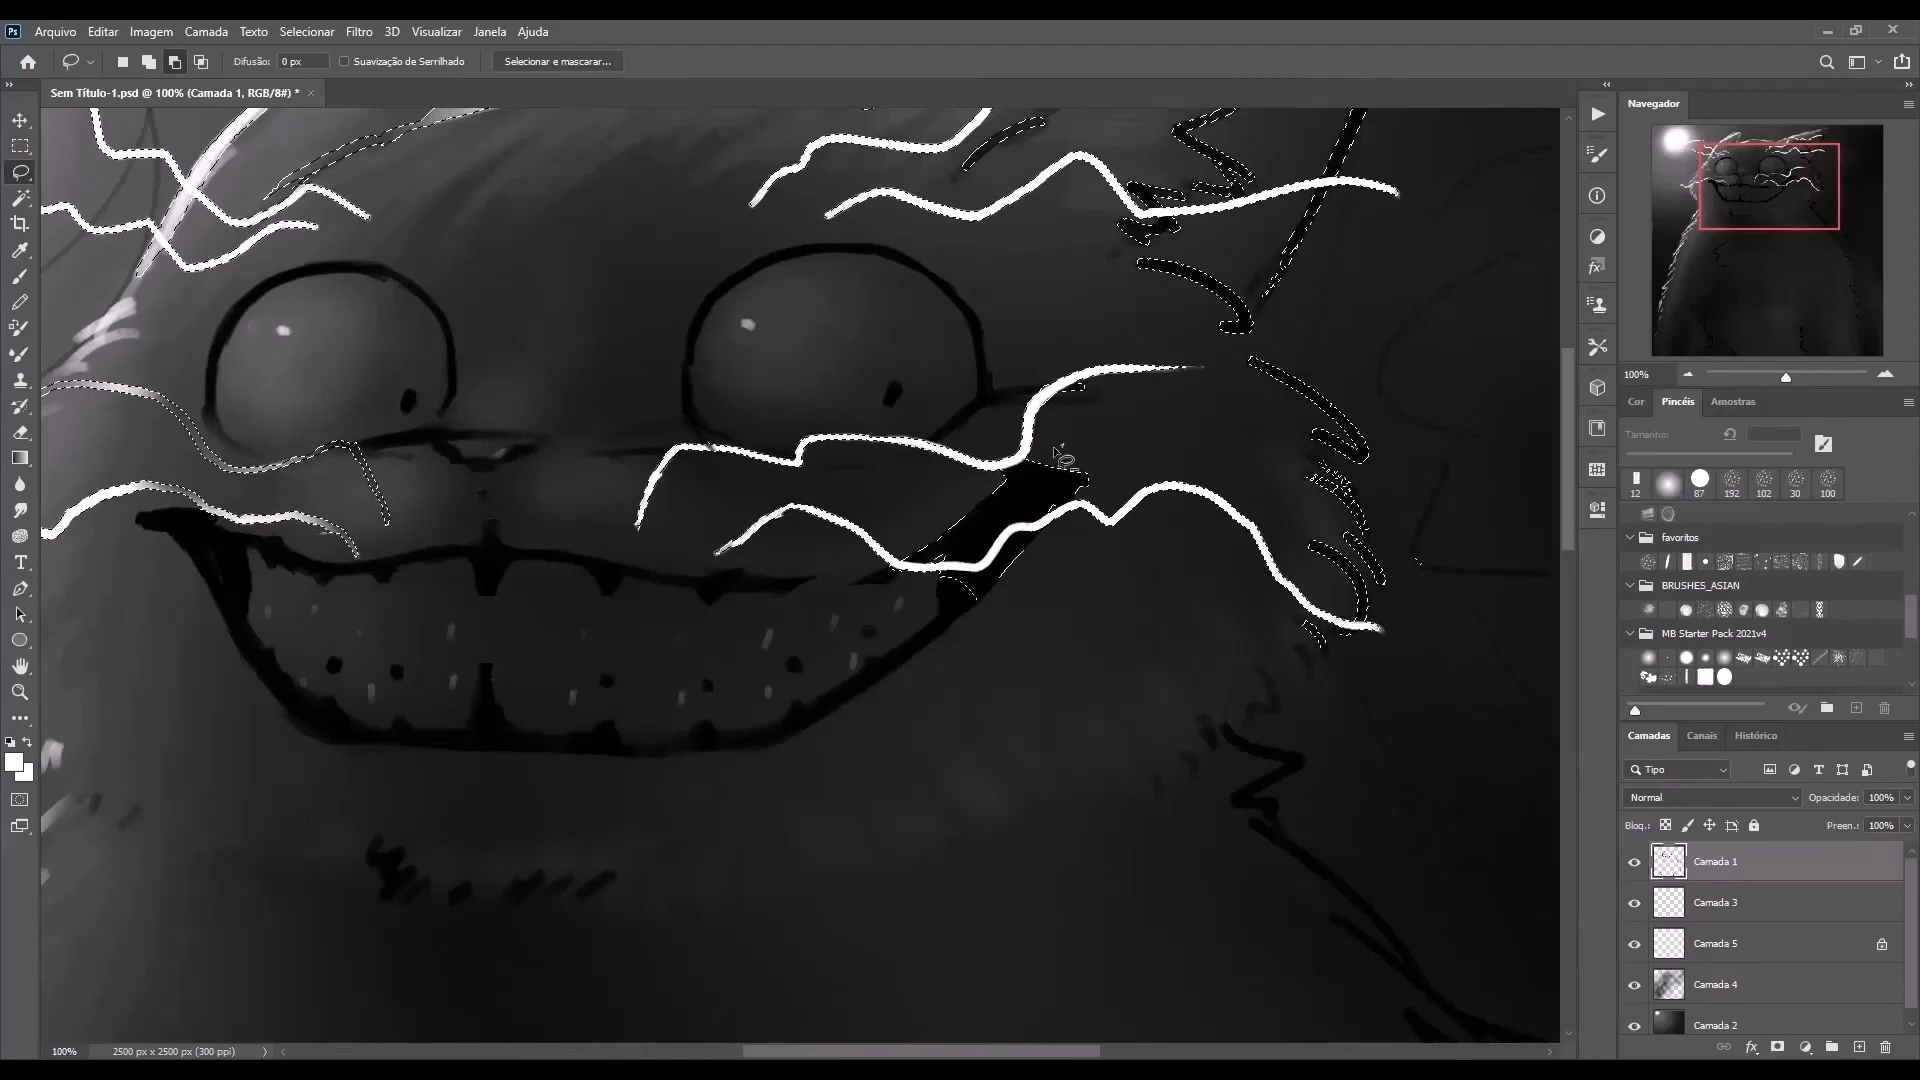 Ps Arquivo Editar Imagem Camada Texto Selecionar Filtro 3D Visualizar Janela Ajuda
Difusão: 0 px Suavização de Serrilhado Selecionar e mascarar...
Sem Título-1.psd @ 100% (Camada 1, RGB/8#) * ×
Navegador
100%
Cor Pincéis Amostras
Tamanho:
12 87 192 102 30 100
favoritos
BRUSHES_ASIAN
MB Starter Pack 2021v4
Camadas Canais Histórico
Tipo
Normal Opacidade: 100%
Bloq.: Preen.: 100%
Camada 1
Camada 3
Camada 5
Camada 4
Camada 2
100% 2500 px x 2500 px (300 ppi)